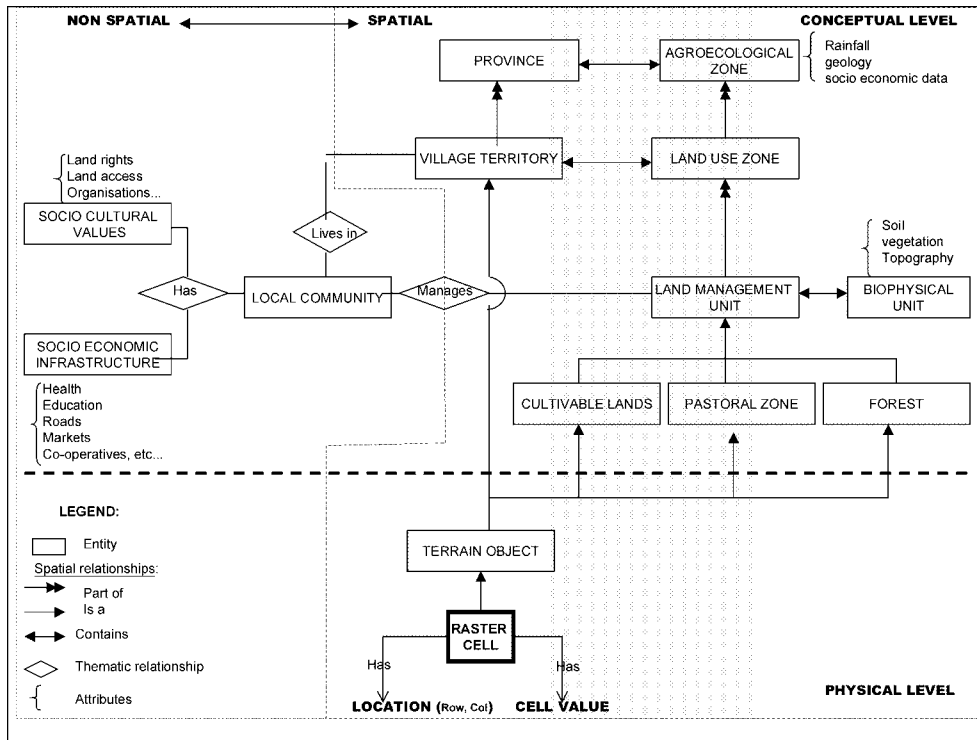 NON SPATIAL
SPATIAL
CONCEPTUAL LEVEL
PROVINCE
AGROECOLOGICAL
ZONE
Rainfall
geology
socio economic data
VILLAGE TERRITORY
LAND USE ZONE
Land rights
Land access
Organisations...
SOCIO CULTURAL
VALUES
Lives in
Soil
vegetation
Topography
Has
LOCAL COMMUNITY
Manages
LAND MANAGEMENT
UNIT
BIOPHYSICAL
UNIT
SOCIO ECONOMIC
INFRASTRUCTURE
Health
Education
Roads
Markets
Co-operatives, etc...
CULTIVABLE LANDS
PASTORAL ZONE
FOREST
LEGEND:
Entity
Spatial relationships:
Part of
Is a
Contains
Thematic relationship
Attributes
TERRAIN OBJECT
RASTER
CELL
Has
Has
LOCATION (Row, Col)
CELL VALUE
PHYSICAL LEVEL